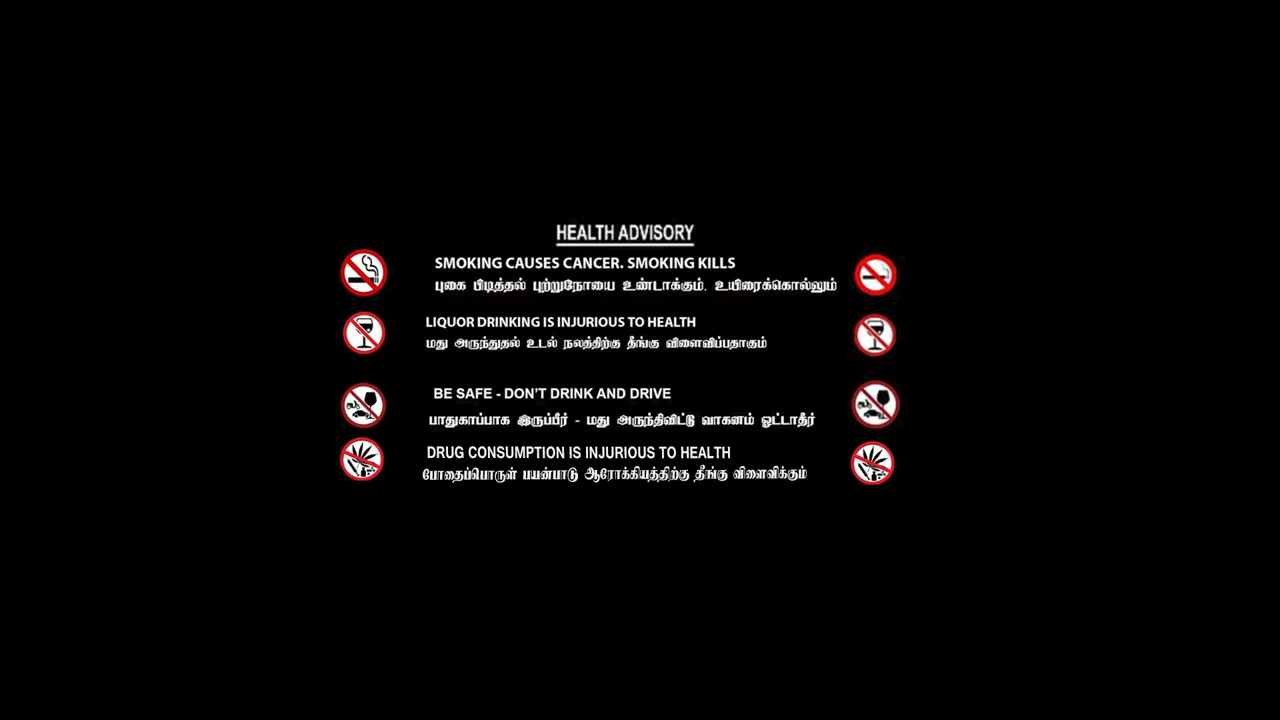 HEALTH ADVISORY
SMOKING CAUSES CANCER. SMOKING KILLS
புகை பிடித்தல் புற்றுநோயை உண்டாக்கும். உயிரைக்கொல்லும்
LIQUOR DRINKING IS INJURIOUS TO HEALTH
மது அருந்துதல் உடல் நலத்திற்கு தீங்கு விளைவிப்பதாகும்
BE SAFE - DON'T DRINK AND DRIVE
பாதுகாப்பாக இருப்பீர் - மது அருந்திவிட்டு வாகனம் ஓட்டாதீர்
DRUG CONSUMPTION IS INJURIOUS TO HEALTH
போதைப்பொருள் பயன்பாடு ஆரோக்கியத்திற்கு தீங்கு விளைவிக்கும்